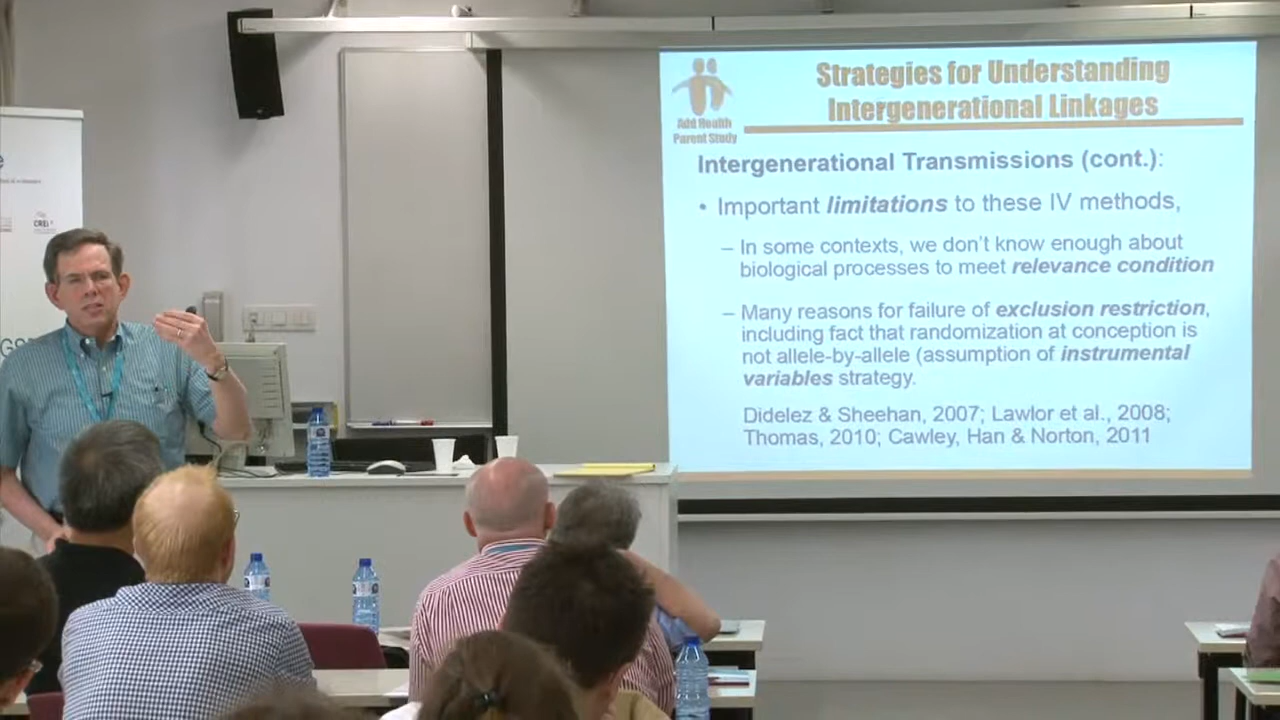 Strategies for Understanding
Intergenerational Linkages
Add Health
Parent Study
Intergenerational Transmissions (cont.):
• Important limitations to these IV methods,
– In some contexts, we don't know enough about
biological processes to meet relevance condition
– Many reasons for failure of exclusion restriction,
including fact that randomization at conception is
not allele-by-allele (assumption of instrumental
variables strategy.
Didelez & Sheehan, 2007; Lawlor et al., 2008;
Thomas, 2010; Cawley, Han & Norton, 2011
e
CREi
GS